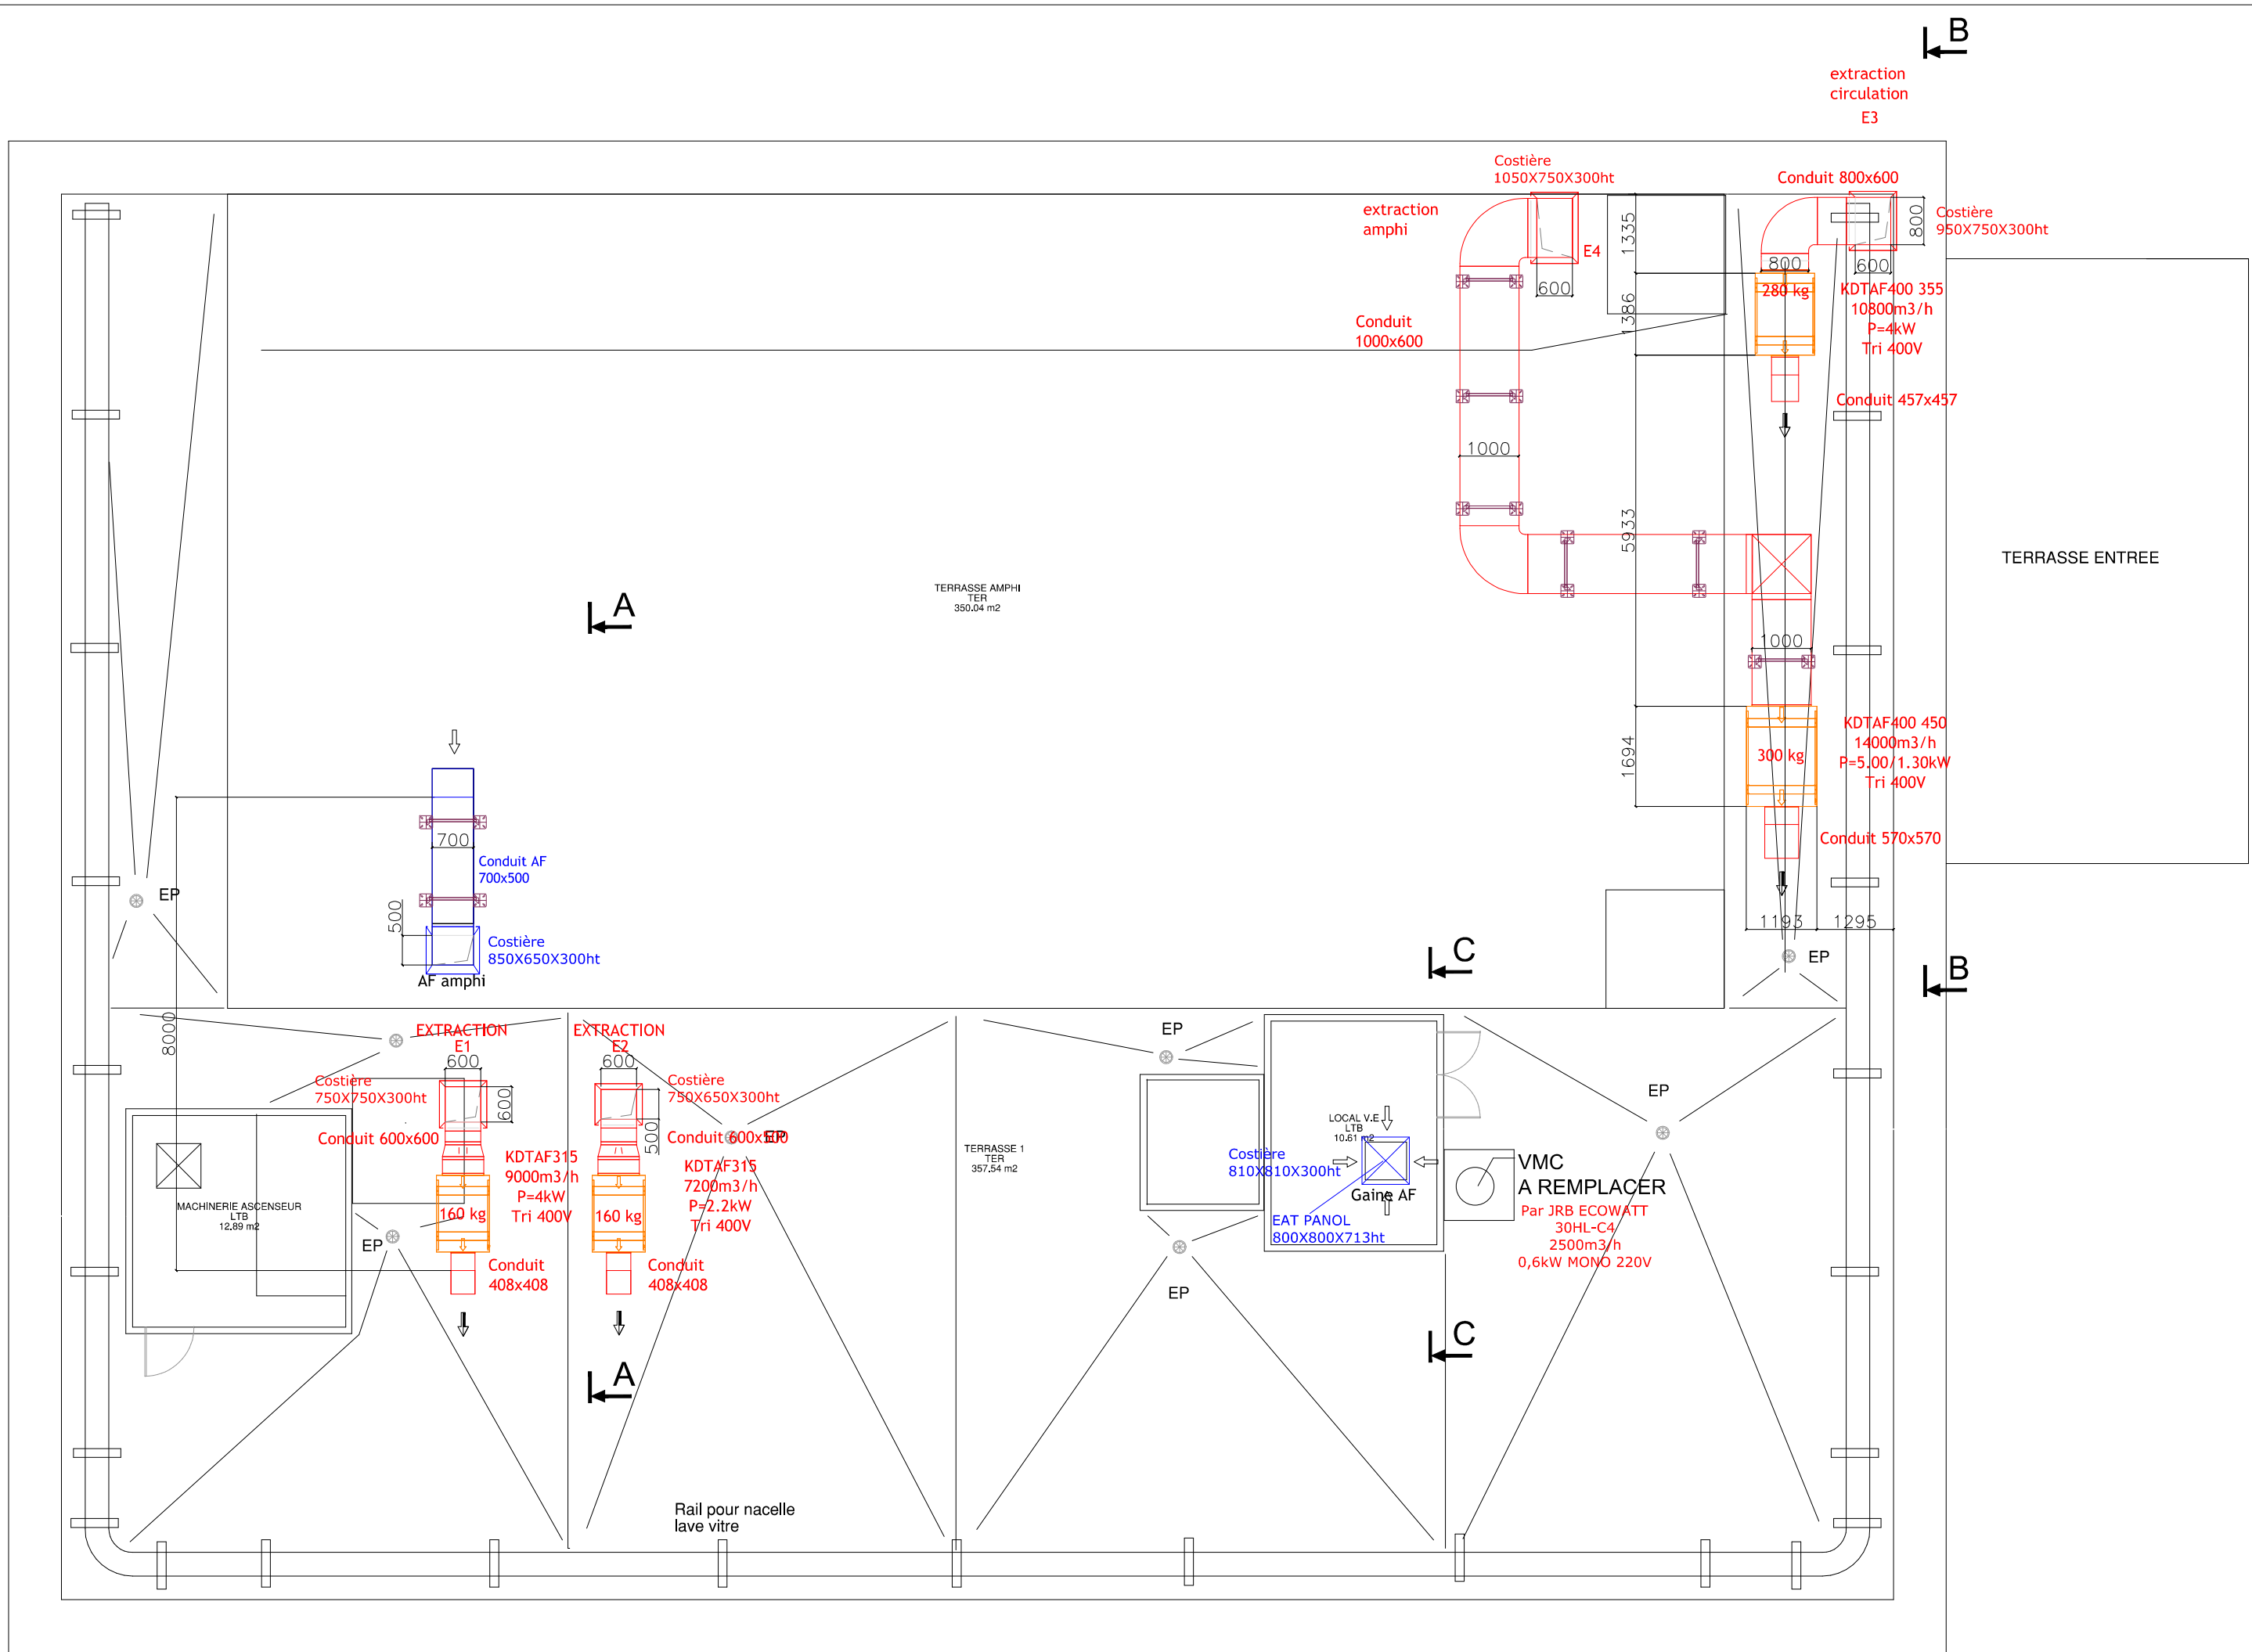 B
extraction
circulation
E3
Costière
1050X750X300ht
Conduit 800x600
extraction
amphi
E4
1335
800
Costière
950X750X300ht
800
600
600
280 kg
KDTAF400 355
10800m3/h
P=4kW
Tri 400V
1386
Conduit
1000x600
Conduit 457x457
1000
5933
TERRASSE ENTREE
TERRASSE AMPHI
TER
350.04 m2
A
1000
KDTAF400 450
14000m3/h
P=5.00/1.30kW
Tri 400V
300 kg
1694
700
Conduit AF
700x500
Conduit 570x570
EP
500
Costière
850X650X300ht
AF amphi
1193
1295
C
EP
B
8000
EXTRACTION
E1
600
EXTRACTION
E2
600
EP
Costière
750X750X300ht
600
Costière
750X650X300ht
EP
Conduit 600x600
500
Conduit 600x500
EP
LOCAL V.E
LTB
10.61 m2
TERRASSE 1
TER
357,54 m2
Costière
810X810X300ht
KDTAF315
9000m3/h
P=4kW
Tri 400V
KDTAF315
7200m3/h
P=2.2kW
Tri 400V
VMC
A REMPLACER
Gaine AF
MACHINERIE ASCENSEUR
LTB
12,89 m2
160 kg
160 kg
Par JRB ECOWATT
30HL-C4
2500m3/h
0,6kW MONO 220V
EAT PANOL
800X800X713ht
EP
Conduit
408x408
Conduit
408x408
EP
C
A
Rail pour nacelle
lave vitre